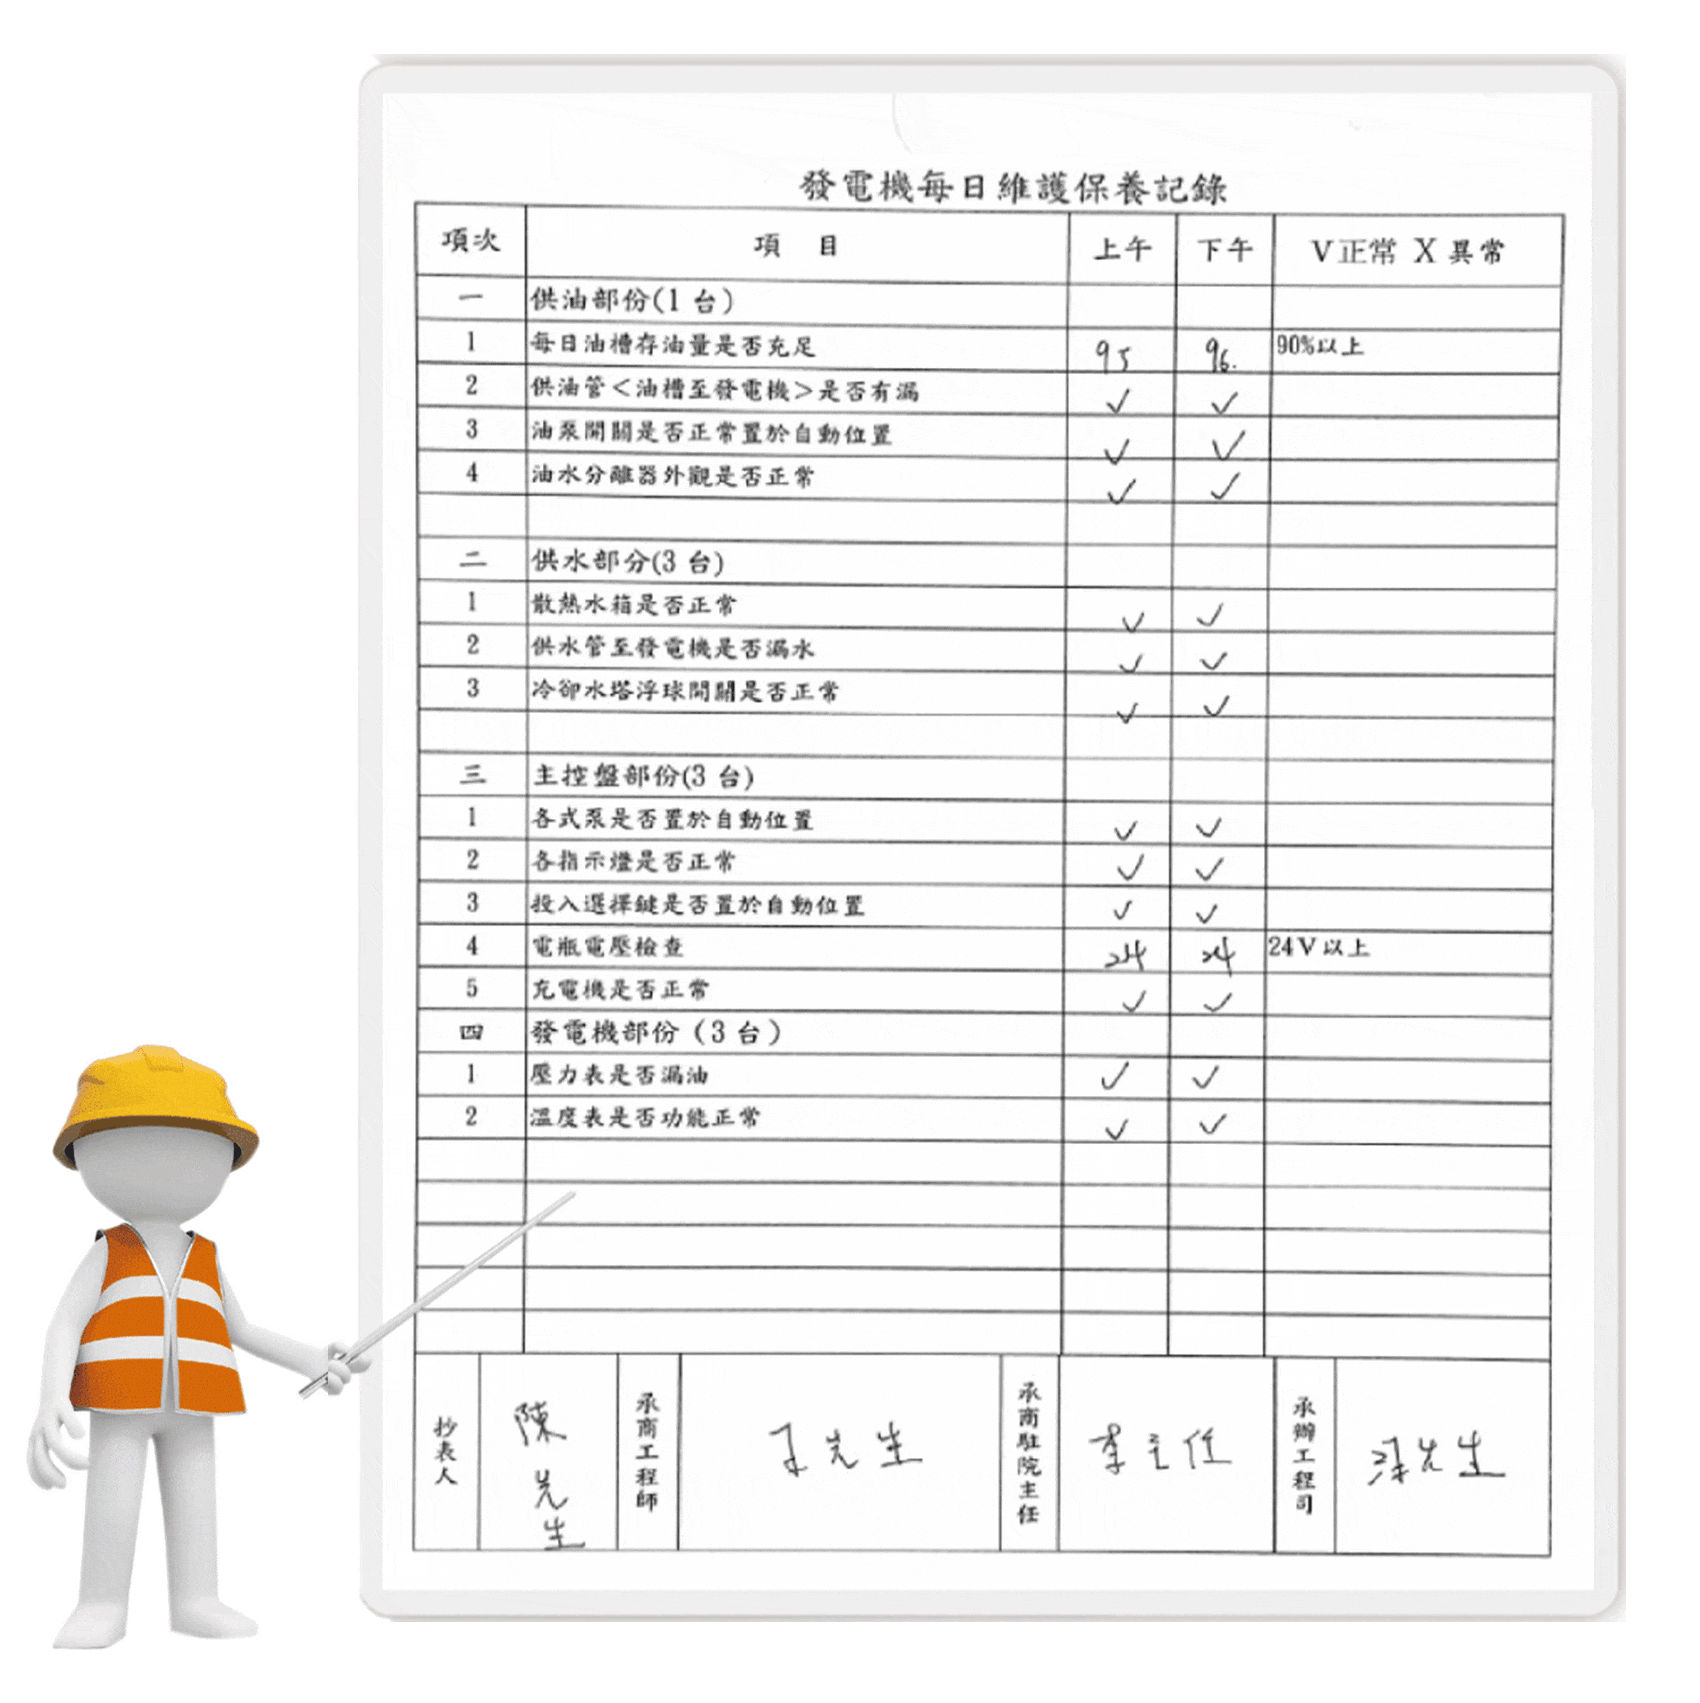 發電機每日維護保養記錄
項次 項 目 上午 下午 V正常 X 異常
一 供油部份(1 台)
1 每日油槽存油量是否充足 95 96. 90%以上
2 供油管<油槽至發電機>是否有漏 ✓ ✓
3 油泵開關是否正常置於自動位置 ✓ ✓
4 油水分離器外觀是否正常 ✓ ✓
二 供水部分(3 台)
1 散熱水箱是否正常 ✓ ✓
2 供水管至發電機是否漏水 ✓ ✓
3 冷卻水塔浮球開關是否正常 ✓ ✓
三 主控盤部份(3 台)
1 各式泵是否置於自動位置 ✓ ✓
2 各指示燈是否正常 ✓ ✓
3 投入選擇鍵是否置於自動位置 ✓ ✓
4 電瓶電壓檢查 24 24 24V以上
5 充電機是否正常 ✓ ✓
四 發電機部份（3 台）
1 壓力表是否漏油 ✓ ✓
2 溫度表是否功能正常 ✓ ✓
抄表人 陳先生 承商工程師 王先生 承商駐院主任 李主任 承辦工程司 先生